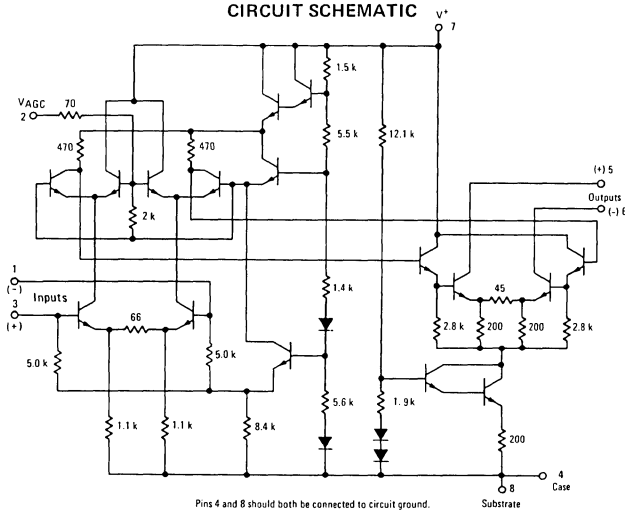 CIRCUIT SCHEMATIC
V+
7
1.5 k
VAGC
70
2
5.5 k
12.1 k
470
470
(+) 5
Outputs
(-) 6
2 k
1
(-)
Inputs
3
(+)
66
1.4 k
45
2.8 k
200
200
2.8 k
5.0 k
5.0 k
5.6 k
1.9k
1.1 k
1.1 k
8.4 k
200
4
Case
8
Pins 4 and 8 should both be connected to circuit ground.
Substrate